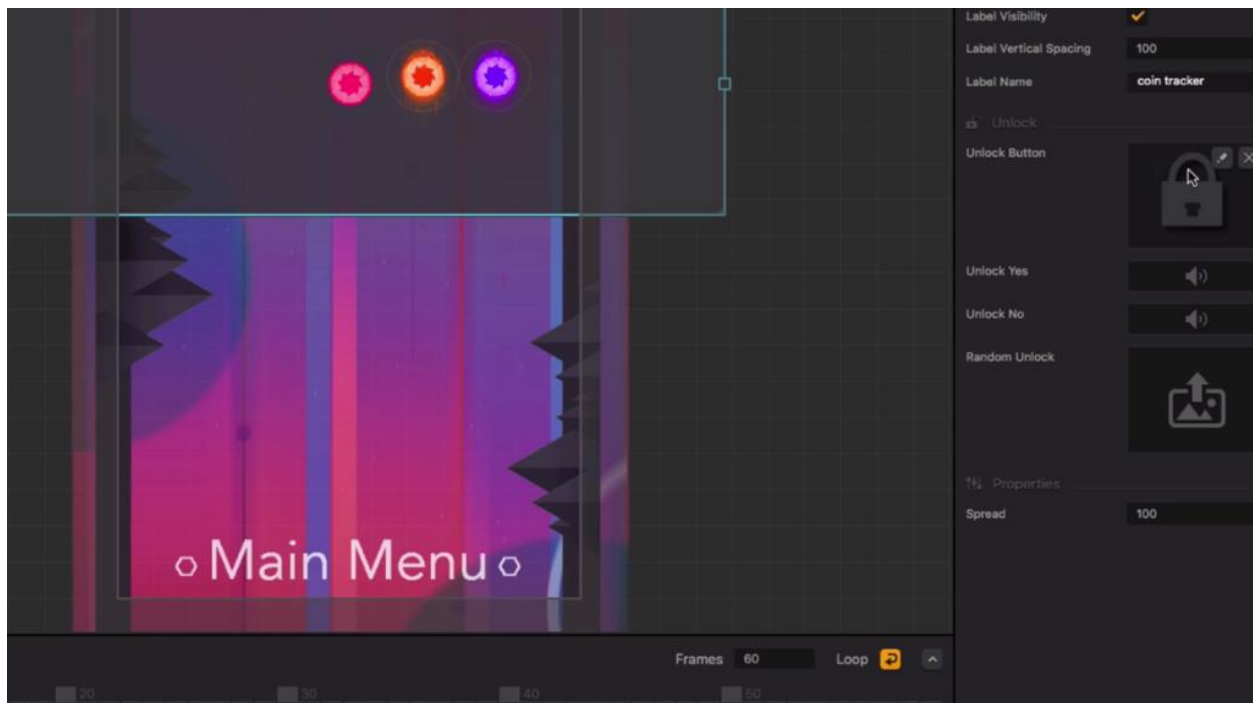 Label Visibility
Label Vertical Spacing 100
Label Name coin tracker
Unlock
Unlock Button
Unlock Yes
Unlock No
Random Unlock
Properties
Spread 100
Main Menu
Frames 60 Loop
20 30 40 50